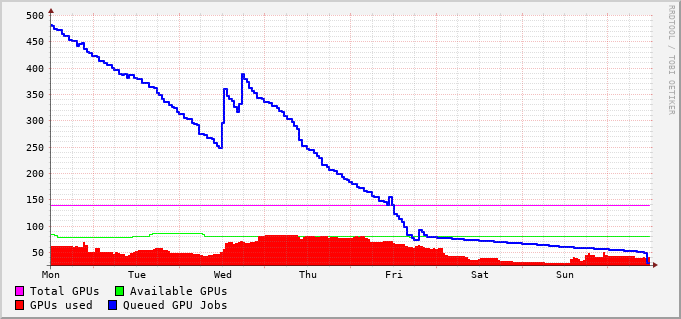 500
450
400
350
300
250
200
150
100
50
Mon Tue Wed Thu Fri Sat Sun
RRDTOOL / TOBI OETIKER
Total GPUs Available GPUs
GPUs used Queued GPU Jobs